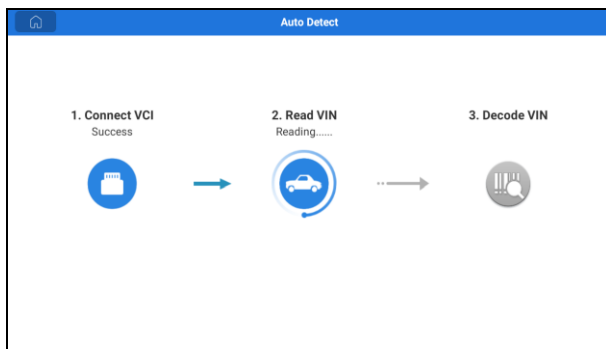 Auto Detect
1. Connect VCI
Success
2. Read VIN
Reading......
3. Decode VIN